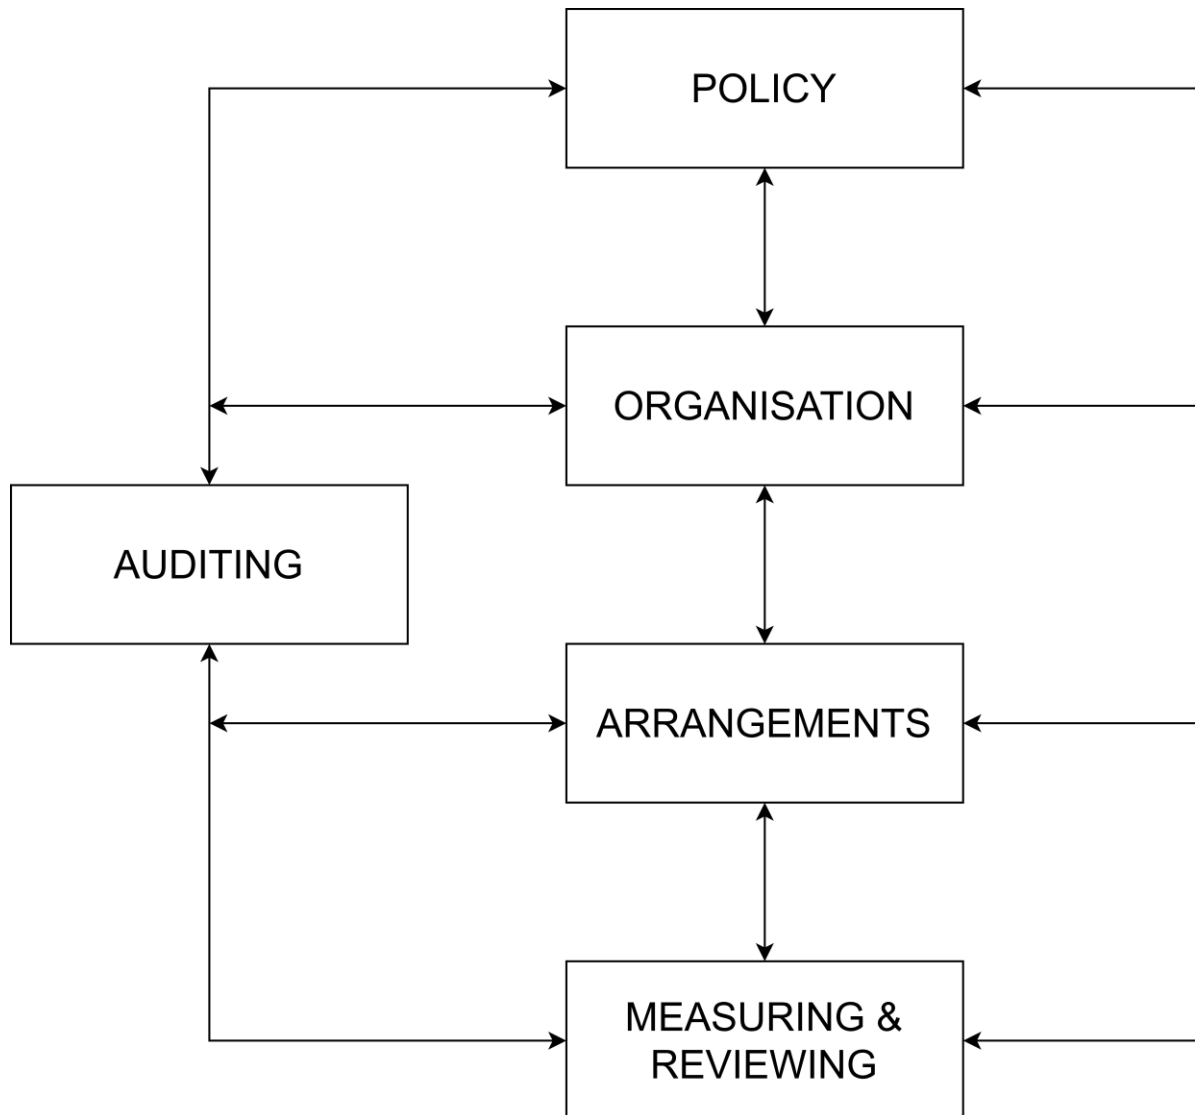 POLICY
ORGANISATION
AUDITING
ARRANGEMENTS
MEASURING &
REVIEWING